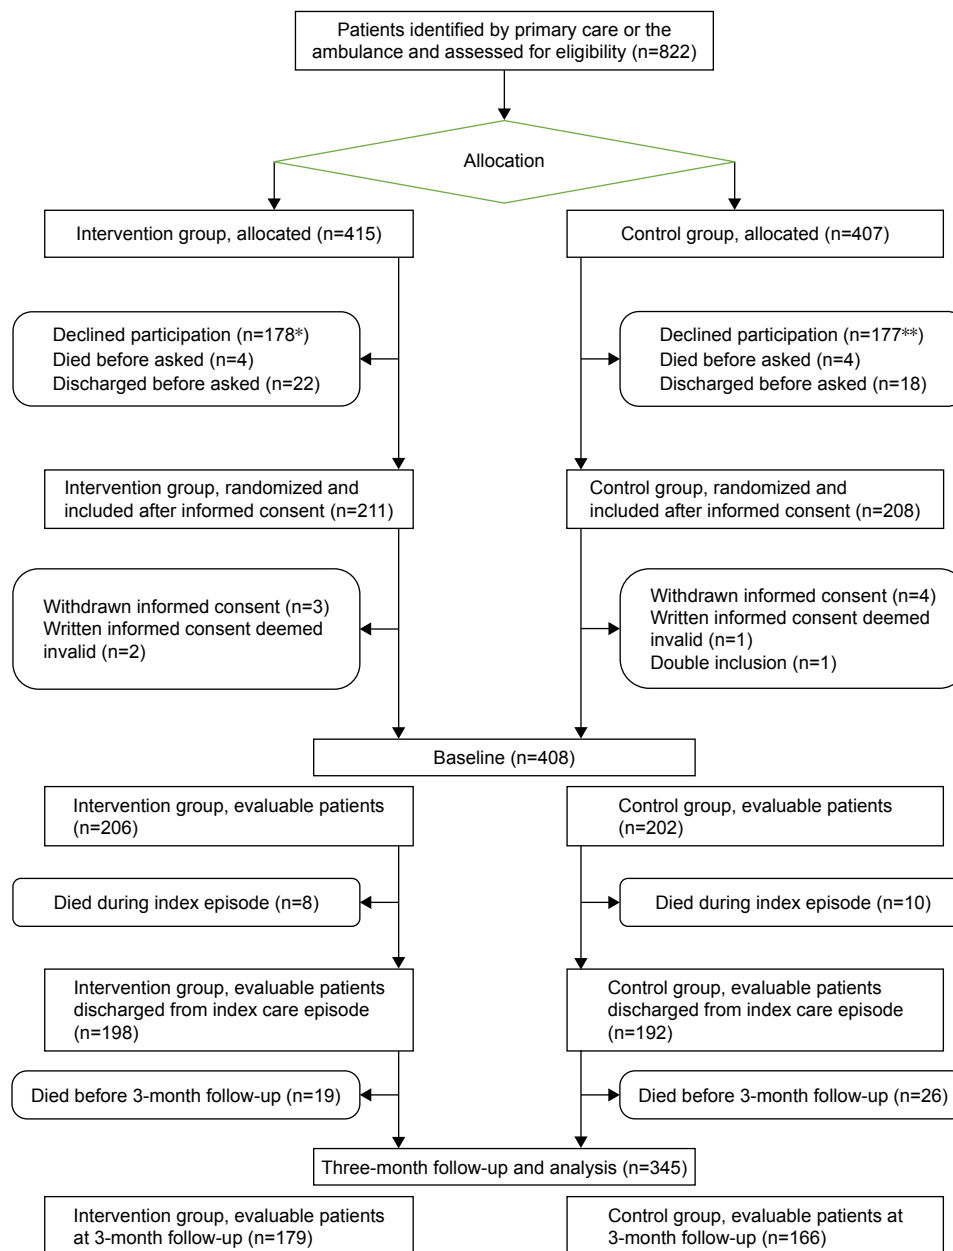 Patients identified by primary care or the
ambulance and assessed for eligibility (n=822)
Allocation
Intervention group, allocated (n=415)
Control group, allocated (n=407)
Declined participation (n=178*)
Died before asked (n=4)
Discharged before asked (n=22)
Declined participation (n=177**)
Died before asked (n=4)
Discharged before asked (n=18)
Intervention group, randomized and
included after informed consent (n=211)
Control group, randomized and
included after informed consent (n=208)
Withdrawn informed consent (n=3)
Written informed consent deemed
invalid (n=2)
Withdrawn informed consent (n=4)
Written informed consent deemed
invalid (n=1)
Double inclusion (n=1)
Baseline (n=408)
Intervention group, evaluable patients
(n=206)
Control group, evaluable patients
(n=202)
Died during index episode (n=8)
Died during index episode (n=10)
Intervention group, evaluable patients
discharged from index care episode
(n=198)
Control group, evaluable patients
discharged from index care episode
(n=192)
Died before 3-month follow-up (n=19)
Died before 3-month follow-up (n=26)
Three-month follow-up and analysis (n=345)
Intervention group, evaluable patients
at 3-month follow-up (n=179)
Control group, evaluable patients at
3-month follow-up (n=166)